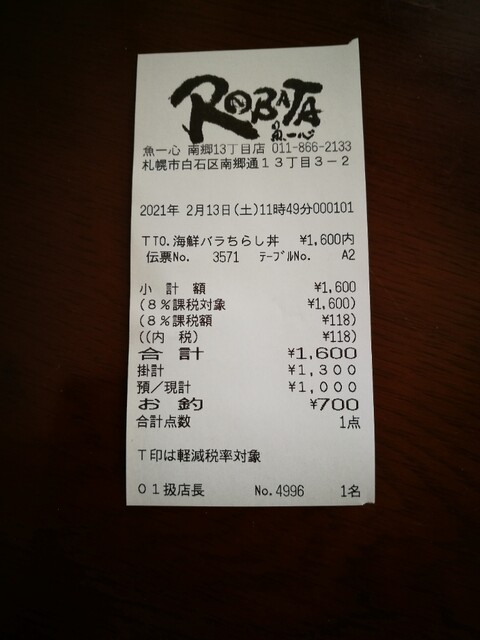 ROBATA
魚一心
魚一心 南郷13丁目店 011-866-2133
札幌市白石区南郷通13丁目3-2
2021年 2月13日(土)11時49分000101
TTO.海鮮バラちらし丼 ¥1,600内
伝票No. 3571 テーブルNo. A2
小 計 額 ¥1,600
(8%課税対象 ¥1,600)
(8%課税額 ¥118)
((内 税) ¥118)
合 計 ¥1,600
掛計 ¥1,300
預/現計 ¥1,000
お 釣 ¥700
合計点数 1点
T印は軽減税率対象
01扱店長 No.4996 1名